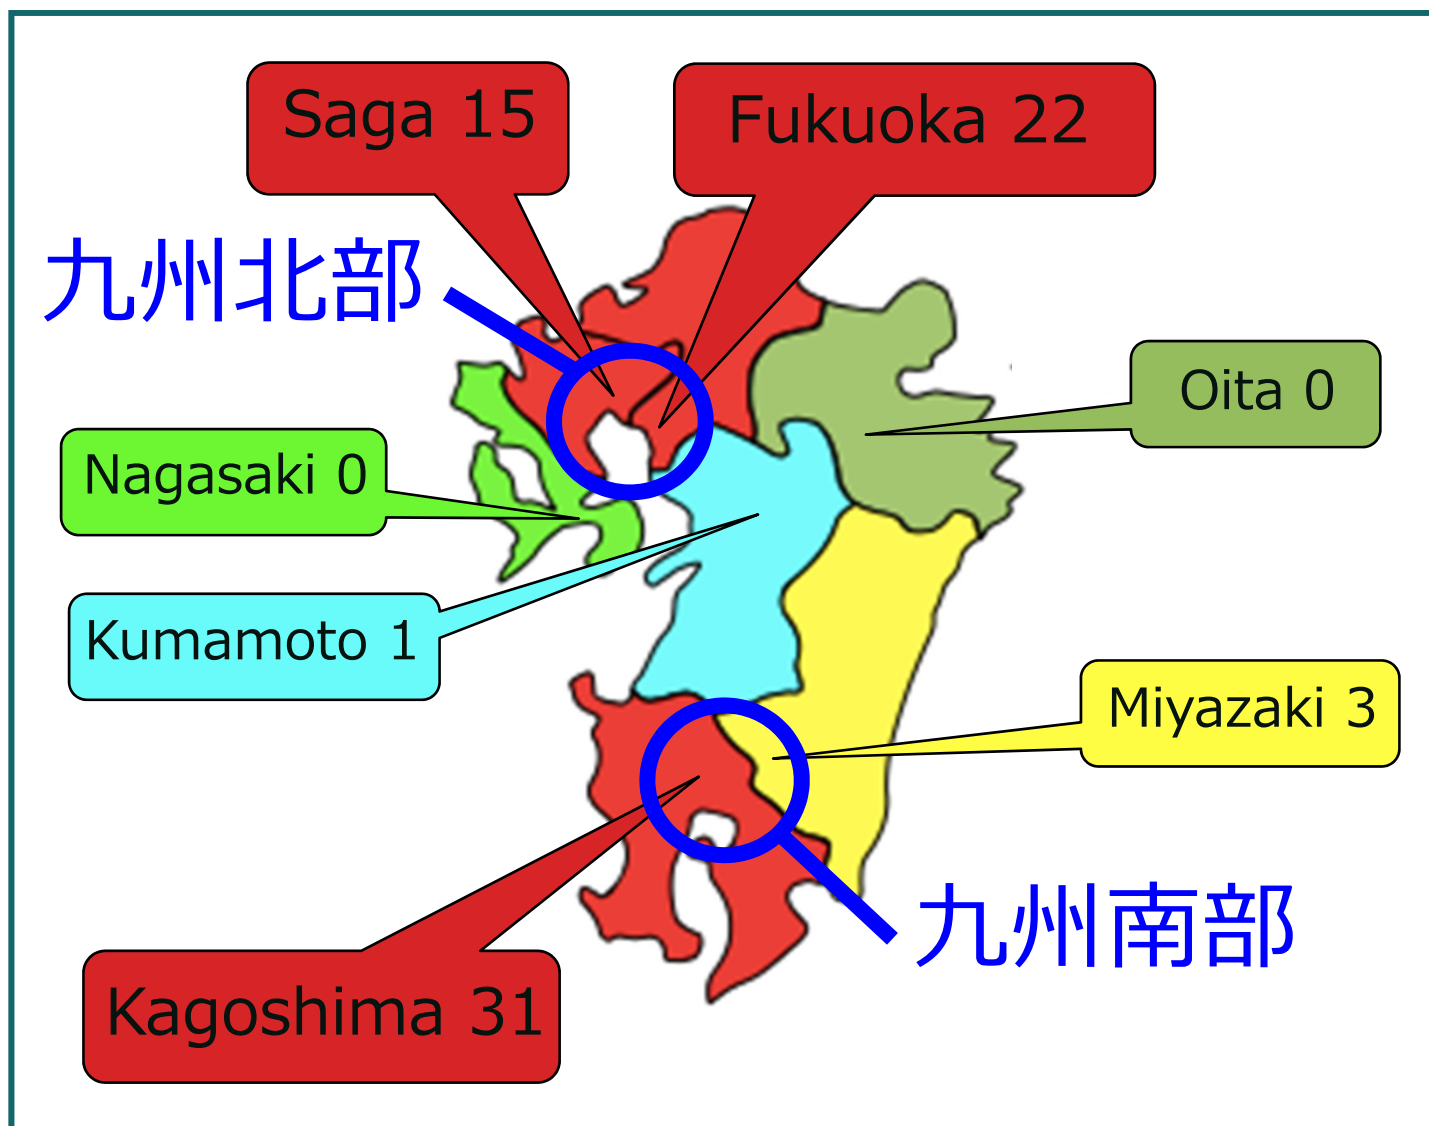 Saga 15
Fukuoka 22
九州北部
Oita 0
Nagasaki 0
Kumamoto 1
Miyazaki 3
九州南部
Kagoshima 31